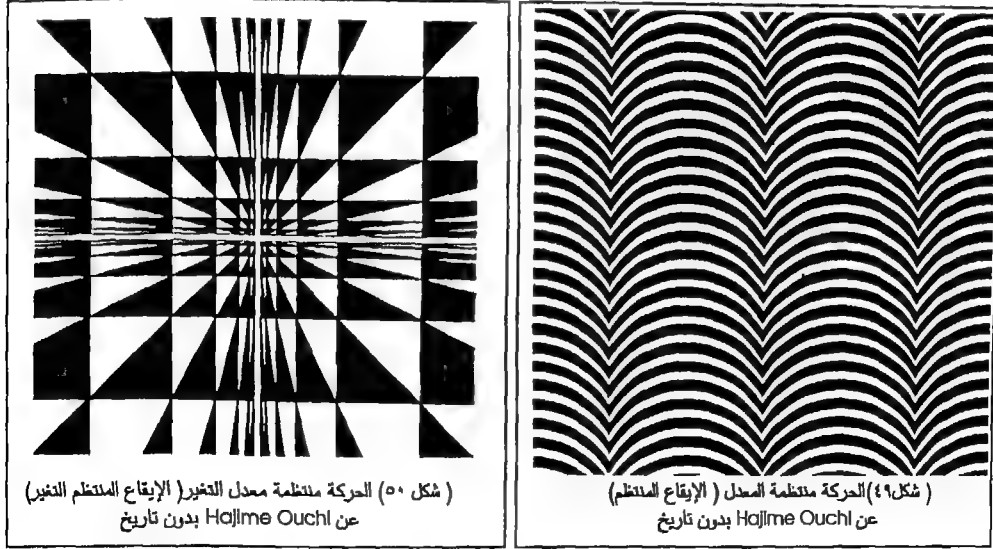 ( شكل٤٩)الحركة منتظمة المعدل ( الإيقاع المنتظم)
عن Hajime Ouchi بدون تاريخ
( شكل ٥٠) الحركة منتظمة معدل التغير( الإيقاع المنتظم التغير)
عن Hajime Ouchi بدون تاريخ